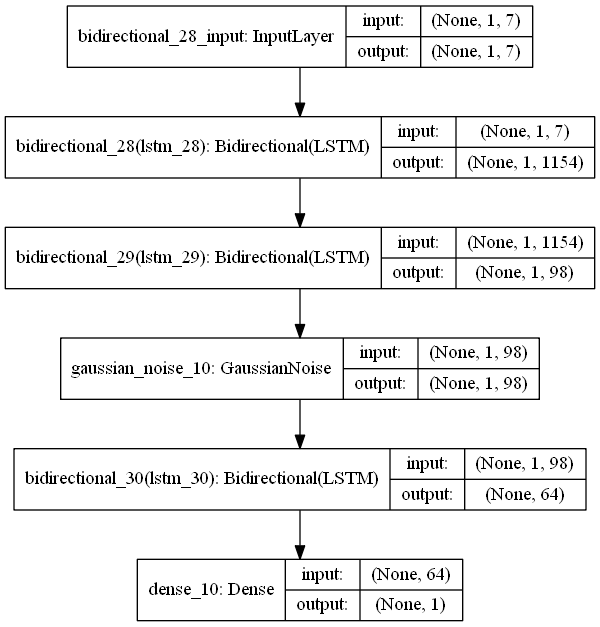 bidirectional_28_input: InputLayer
input: (None, 1, 7)
output: (None, 1, 7)
bidirectional_28(lstm_28): Bidirectional(LSTM)
input: (None, 1, 7)
output: (None, 1, 1154)
bidirectional_29(lstm_29): Bidirectional(LSTM)
input: (None, 1, 1154)
output: (None, 1, 98)
gaussian_noise_10: GaussianNoise
input: (None, 1, 98)
output: (None, 1, 98)
bidirectional_30(lstm_30): Bidirectional(LSTM)
input: (None, 1, 98)
output: (None, 64)
dense_10: Dense
input: (None, 64)
output: (None, 1)